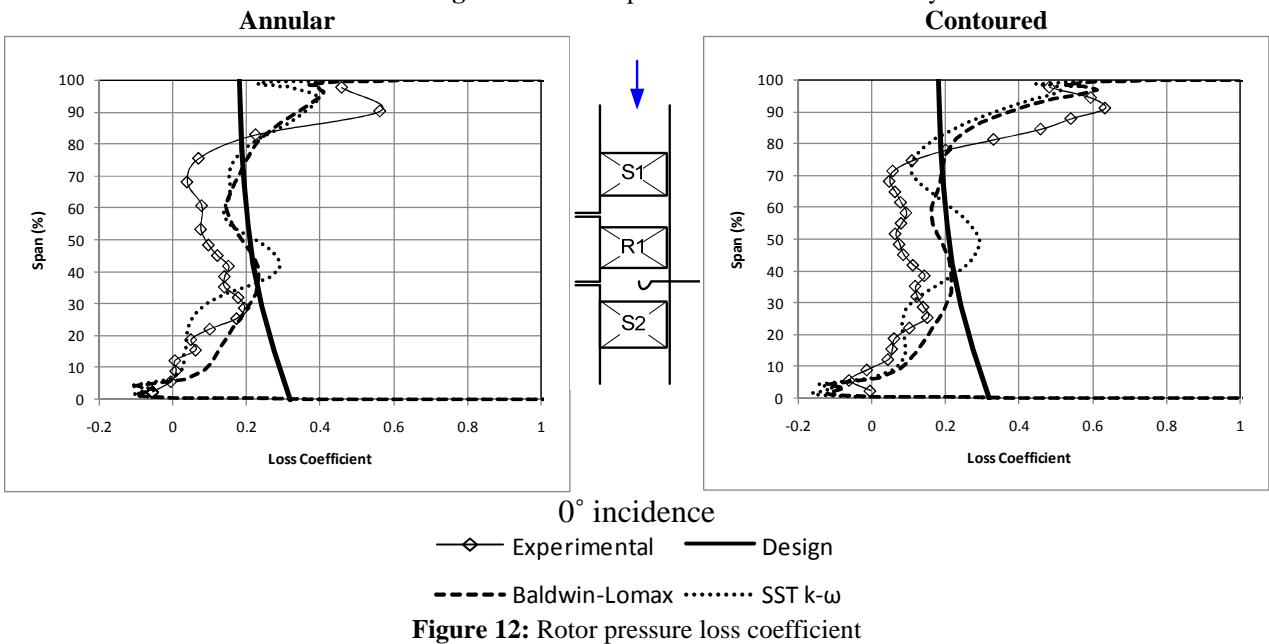 Annular
Contoured
100
90
80
70
60
50
40
30
20
10
0
Span (%)
-0.2 0 0.2 0.4 0.6 0.8 1
Loss Coefficient
S1
R1
S2
100
90
80
70
60
50
40
30
20
10
0
Span (%)
-0.2 0 0.2 0.4 0.6 0.8 1
Loss Coefficient
0˚ incidence
Experimental Design
Baldwin-Lomax SST k-ω
Figure 12: Rotor pressure loss coefficient